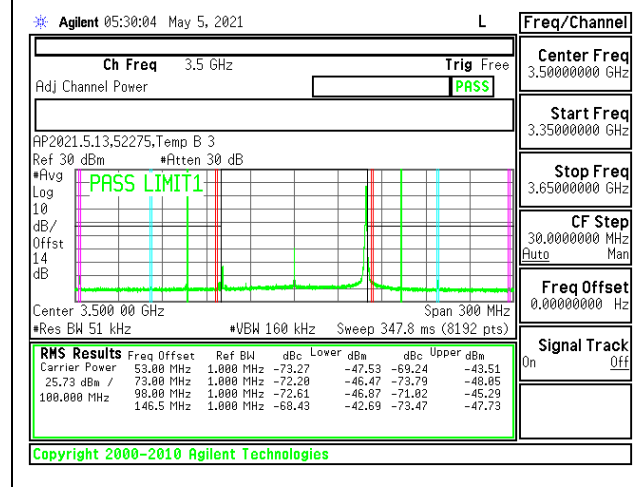 Agilent 05:30:04 May 5, 2021 L
Freq/Channel
Ch Freq 3.5 GHz Trig Free
Adj Channel Power PASS
AP2021.5.13,52275,Temp B 3
Ref 30 dBm #Atten 30 dB
#Avg
Log
10
dB/
Offst
14
dB
PASS LIMIT1
Center 3.500 00 GHz Span 300 MHz
#Res BW 51 kHz #VBW 160 kHz Sweep 347.8 ms (8192 pts)
RMS Results Freq Offset Ref BW dBc Lower dBm dBc Upper dBm
Carrier Power 53.00 MHz 1.000 MHz -73.27 -47.53 -69.24 -43.51
25.73 dBm / 73.00 MHz 1.000 MHz -72.20 -46.47 -73.79 -48.05
100.000 MHz 98.00 MHz 1.000 MHz -72.61 -46.87 -71.02 -45.29
146.5 MHz 1.000 MHz -68.43 -42.69 -73.47 -47.73
Copyright 2000-2010 Agilent Technologies
Center Freq
3.50000000 GHz
Start Freq
3.35000000 GHz
Stop Freq
3.65000000 GHz
CF Step
30.0000000 MHz
Auto Man
Freq Offset
0.00000000 Hz
Signal Track
On Off